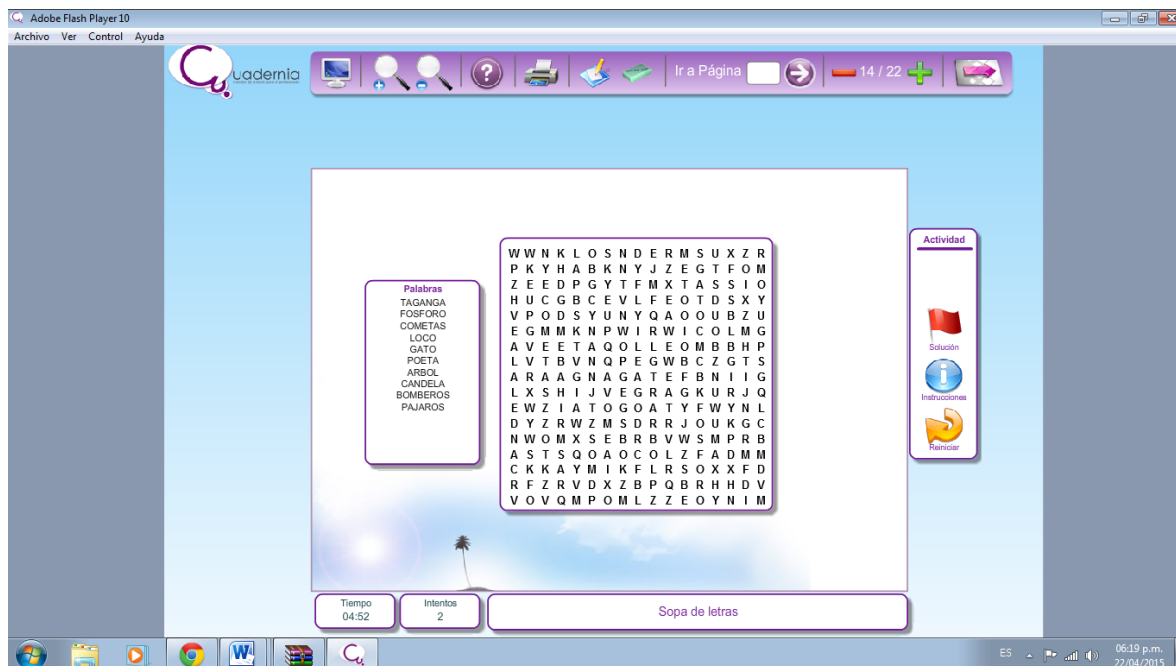 Adobe Flash Player 10
Archivo Ver Control Ayuda
uadernia
Ir a Página
14 / 22
Actividad
Solución
Instrucciones
Reiniciar
Palabras
TAGANGA
FOSFORO
COMETAS
LOCO
GATO
POETA
ARBOL
CANDELA
BOMBEROS
PAJAROS
W W N K L O S N D E R M S U X Z R
P K Y H A B K N Y J Z E G T F O M
Z E E D P G Y T F M X T A S S I O
H U C G B C E V L F E O T D S X Y
V P O D S Y U N Y Q A O O U B Z U
E G M M K N P W I R W I C O L M G
A V E E T A Q O L L E O M B B H P
L V T B V N Q P E G W B C Z G T S
A R A A G N A G A T E F B N I I G
L X S H I J V E G R A G K U R J Q
E W Z I A T O G O A T Y F W Y N L
D Y Z R W Z M S D R R J O U K G C
N W O M X S E B R B V W S M P R B
A S T S Q O A O C O L Z F A D M M
C K K A Y M I K F L R S O X X F D
R F Z R V D X Z B P Q B R H H D V
V O V Q M P O M L Z Z E O Y N I M
Tiempo
04:52
Intentos
2
Sopa de letras
ES
06:19 p.m.
22/04/2015